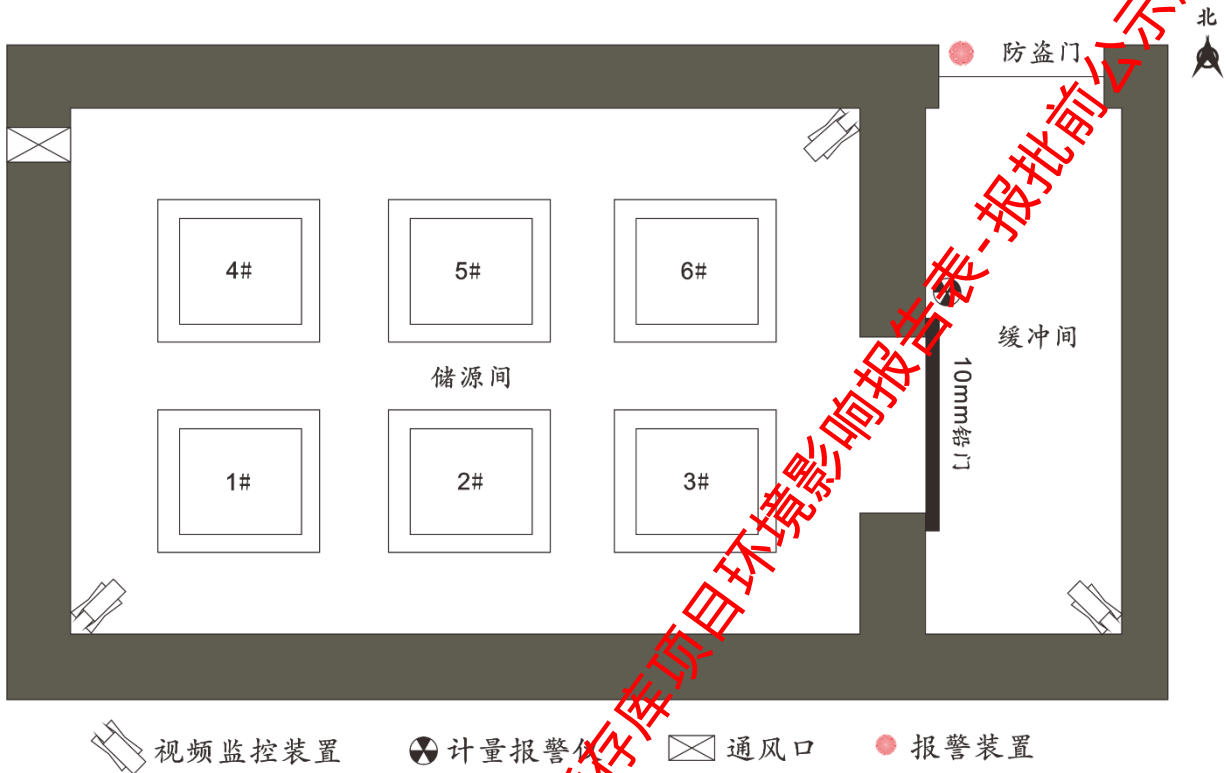 北
防盗门
4#
5#
6#
缓冲间
储源间
10mm铅门
1#
2#
3#
视频监控装置
计量报警仪
通风口
报警装置
存库项目环境影响报告表-报批前公示